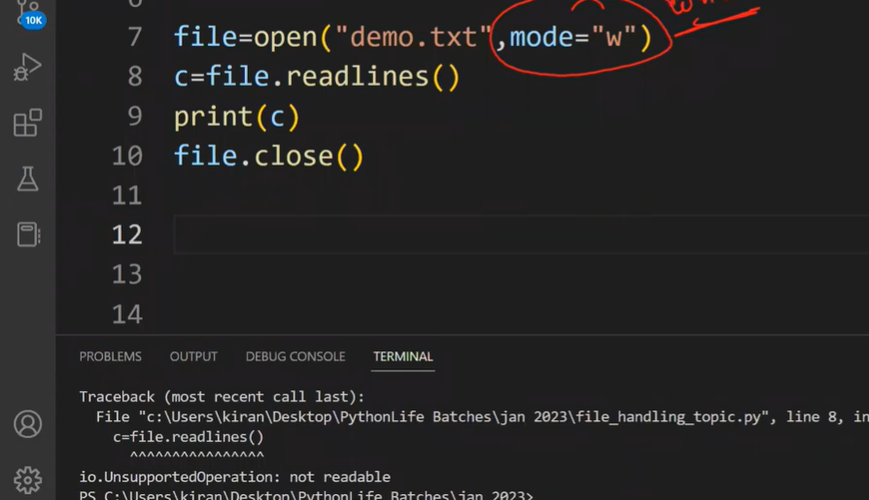 10K
7 file=open("demo.txt",mode="w")
8 c=file.readlines()
9 print(c)
10 file.close()
11
12
13
14
PROBLEMS OUTPUT DEBUG CONSOLE TERMINAL
Traceback (most recent call last):
File "c:\Users\kiran\Desktop\PythonLife Batches\jan 2023\file_handling_topic.py", line 8, in
c=file.readlines()
^^^^^^^^^^^^^^^^
io.UnsupportedOperation: not readable
PS C:\Users\kiran\Desktop\PythonLife Batches\jan 2023>